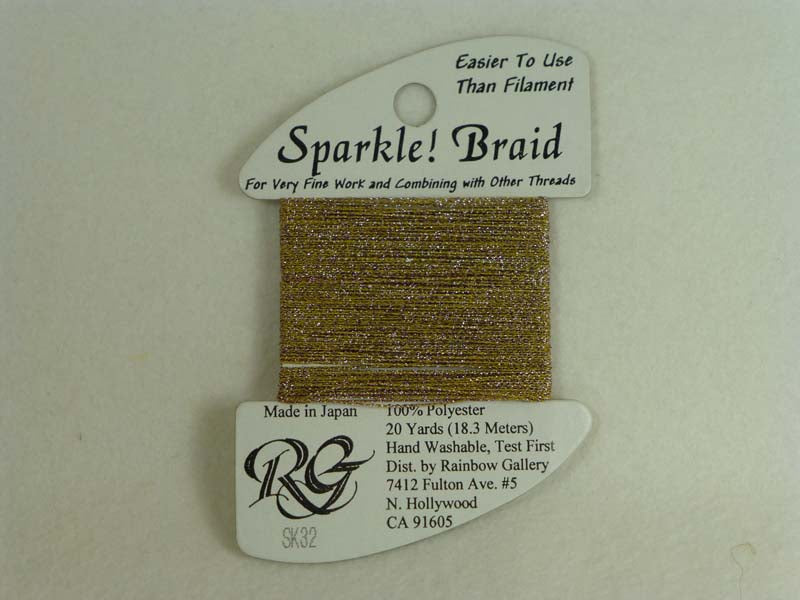 Easier To Use
Than Filament
Sparkle! Braid
For Very Fine Work and Combining with Other Threads
Made in Japan
100% Polyester
20 Yards (18.3 Meters)
Hand Washable, Test First
Dist. by Rainbow Gallery
7412 Fulton Ave. #5
N. Hollywood
CA 91605
RG
SK32